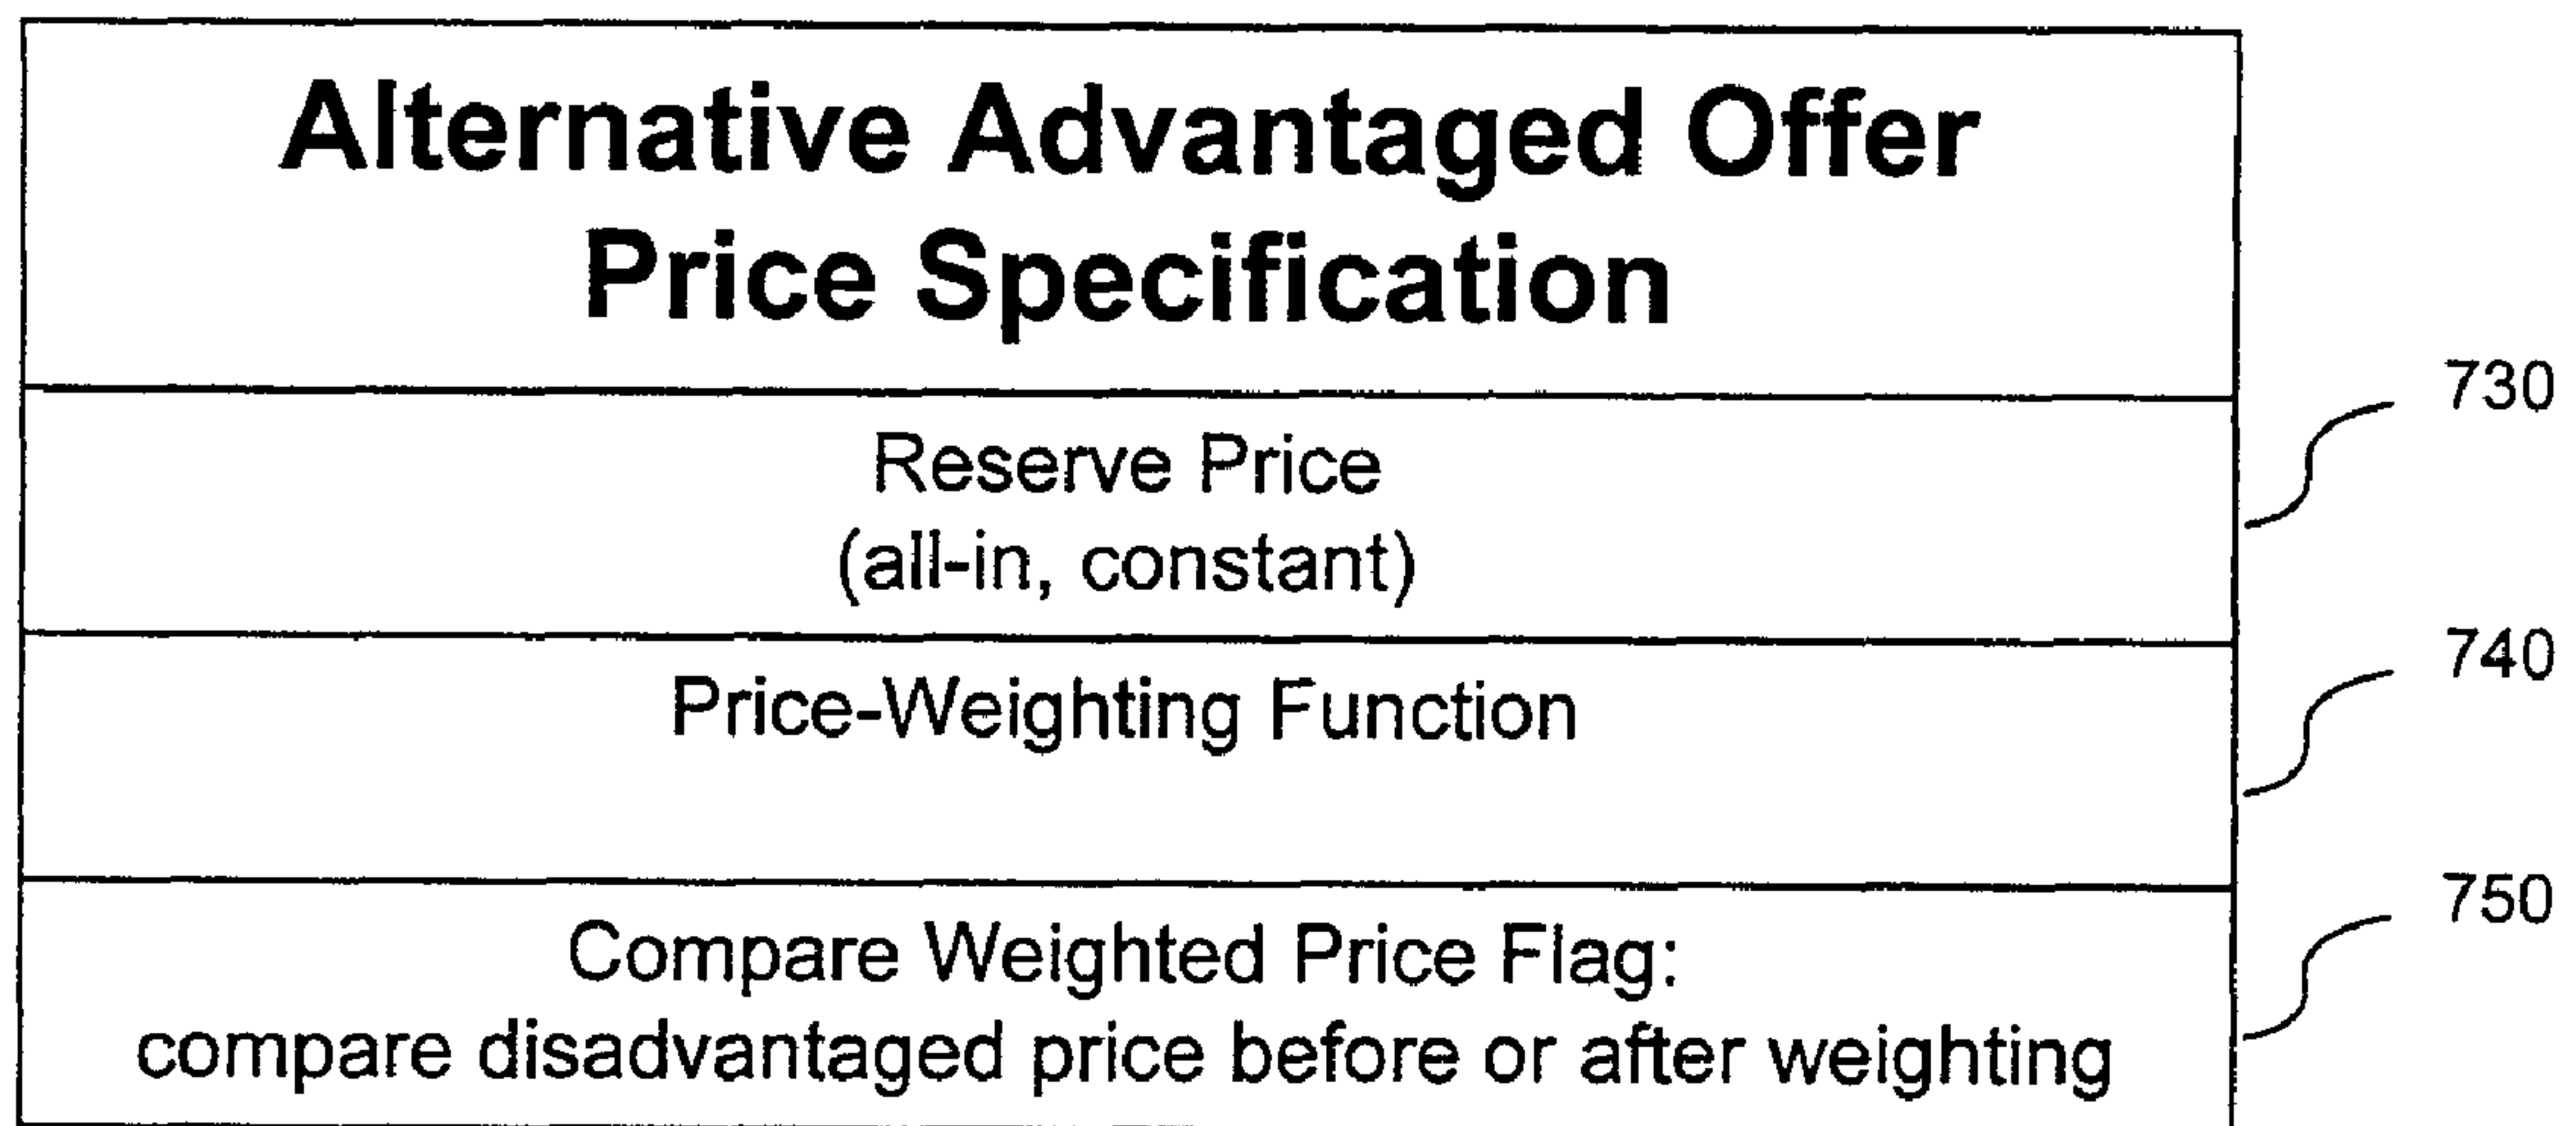 Alternative Advantaged Offer
Price Specification
730
Reserve Price
(all-in, constant)
740
Price-Weighting Function
750
Compare Weighted Price Flag:
compare disadvantaged price before or after weighting